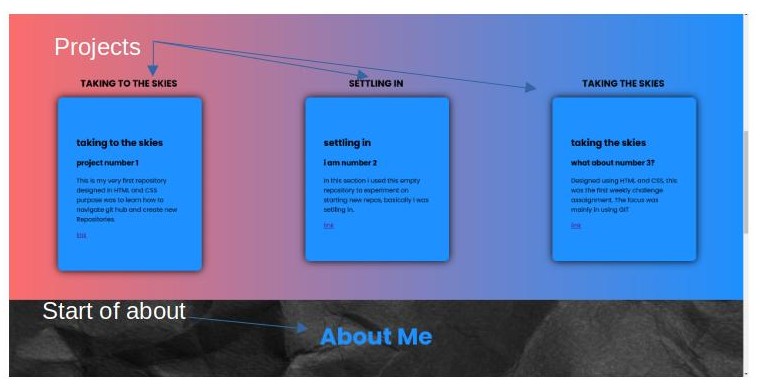 Projects
TAKING TO THE SKIES
SETTLING IN
TAKING THE SKIES
taking to the skies
project number 1
This is my very first repository
designed in HTML and CSS
purpose was to learn how to
navigate git hub and create new
Repositories.
link
settling in
i am number 2
In this section i used this empty
repository to experiment on
starting new repos, basically i was
settling in.
link
taking the skies
what about number 3?
Designed using HTML and CSS, this
was the first weekly challenge
assaignment. The focus was
mainly in using GIT
link
Start of about
About Me